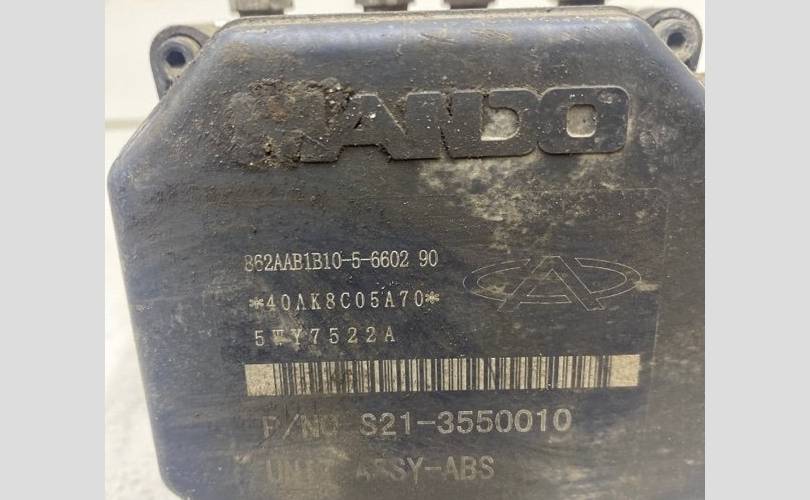 MANDO
862AAB1B10-5-6602 90
*40AK8C05A70*
5WY7522A
P/NO S21-3550010
UNIT ASSY-ABS